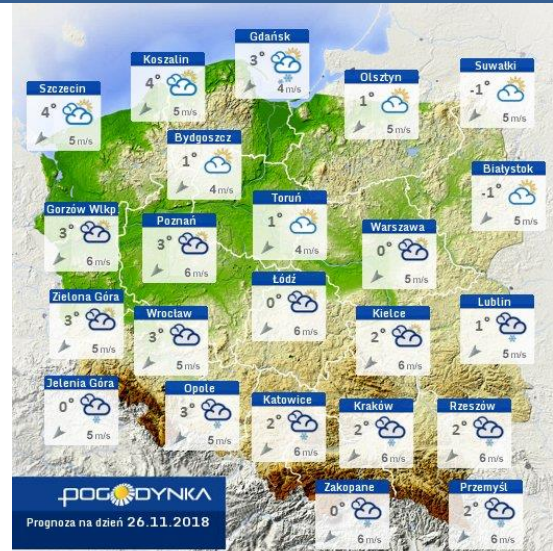 Gdańsk
3°
4 m/s
Koszalin
4°
5 m/s
Suwałki
-1°
5 m/s
Olsztyn
1°
5 m/s
Szczecin
4°
5 m/s
Bydgoszcz
1°
4 m/s
Białystok
-1°
5 m/s
Toruń
1°
4 m/s
Gorzów Wlkp
3°
6 m/s
Poznań
3°
6 m/s
Warszawa
0°
5 m/s
Łódź
0°
6 m/s
Zielona Góra
3°
5 m/s
Wrocław
3°
5 m/s
Kielce
2°
6 m/s
Lublin
1°
5 m/s
Jelenia Góra
0°
5 m/s
Opole
3°
5 m/s
Katowice
2°
6 m/s
Kraków
2°
6 m/s
Rzeszów
2°
6 m/s
Zakopane
0°
6 m/s
Przemyśl
2°
6 m/s
POGODYNKA
Prognoza na dzień 26.11.2018